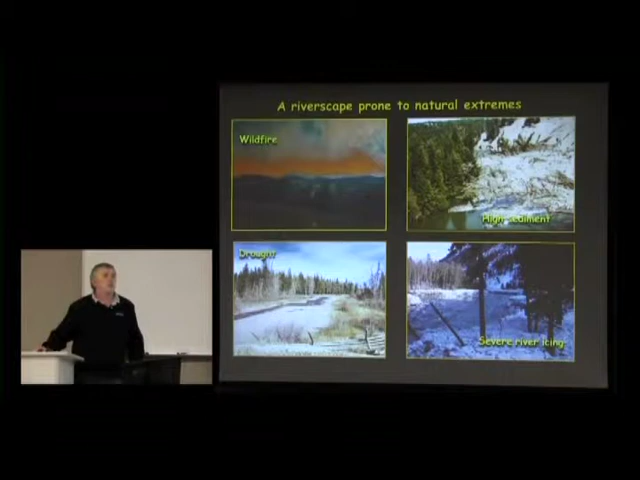 A riverscape prone to natural extremes
Wildfire
High sediment
Drought
Severe river icing